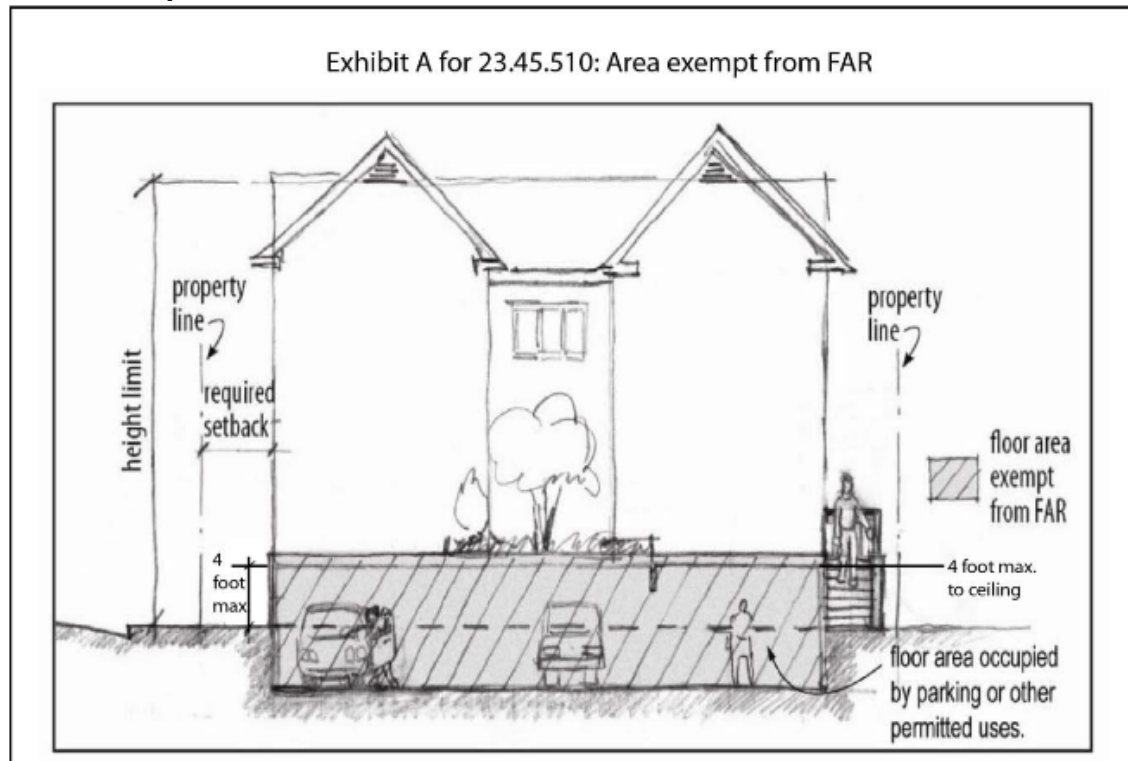 Exhibit A for 23.45.510: Area exempt from FAR
property
line
height limit
required
setback
property
line
floor area
exempt
from FAR
4
foot
max
4 foot max.
to ceiling
floor area occupied
by parking or other
permitted uses.